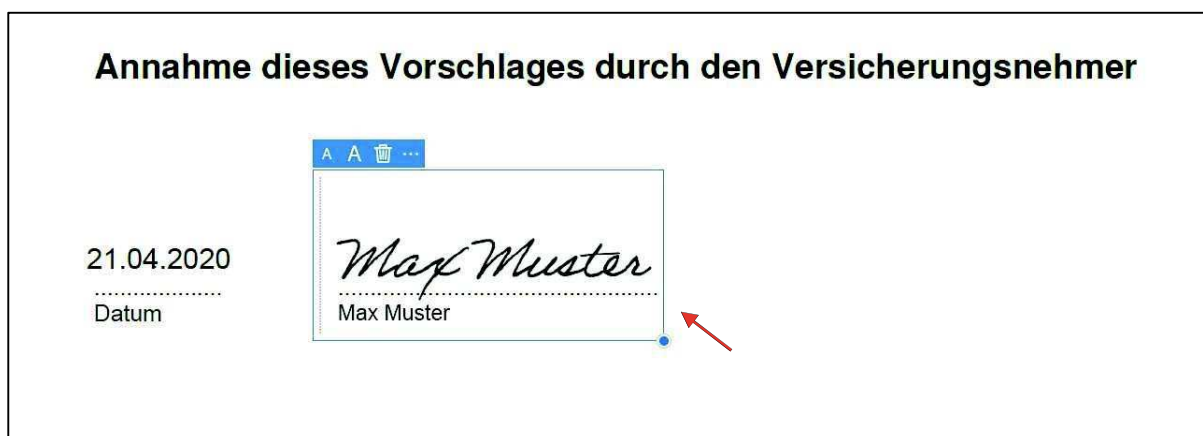 Annahme dieses Vorschlages durch den Versicherungsnehmer
A A ...
21.04.2020
Max Muster
....................
Datum
....................
Max Muster